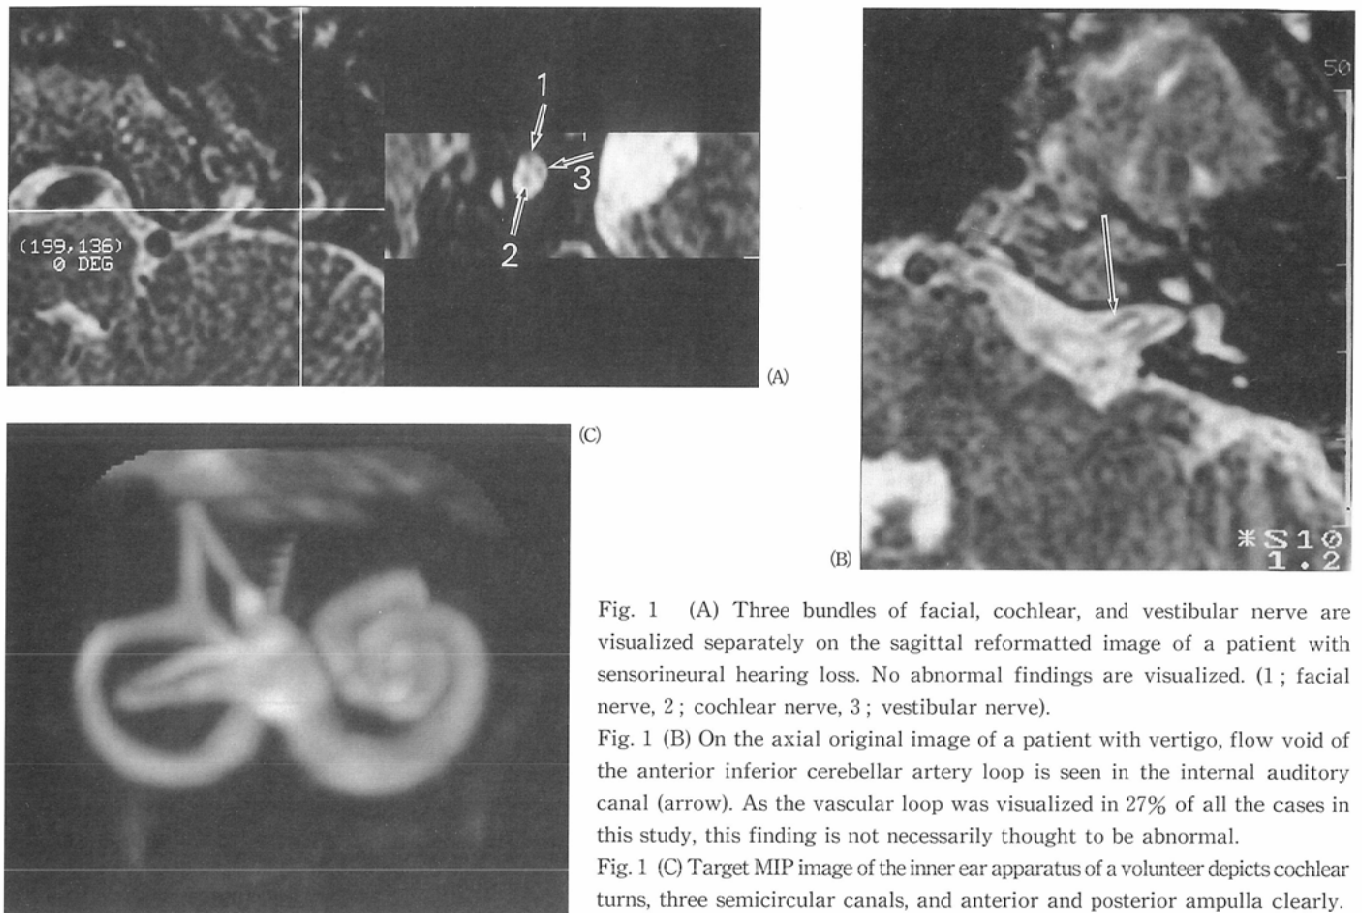 1
3
2
(199,136)
0 DEG
(A)
50
*S10
1.2
(B)
(C)
Fig. 1 (A) Three bundles of facial, cochlear, and vestibular nerve are
visualized separately on the sagittal reformatted image of a patient with
sensorineural hearing loss. No abnormal findings are visualized. (1 ; facial
nerve, 2 ; cochlear nerve, 3 ; vestibular nerve).
Fig. 1 (B) On the axial original image of a patient with vertigo, flow void of
the anterior inferior cerebellar artery loop is seen in the internal auditory
canal (arrow). As the vascular loop was visualized in 27% of all the cases in
this study, this finding is not necessarily thought to be abnormal.
Fig. 1 (C) Target MIP image of the inner ear apparatus of a volunteer depicts cochlear
turns, three semicircular canals, and anterior and posterior ampulla clearly.